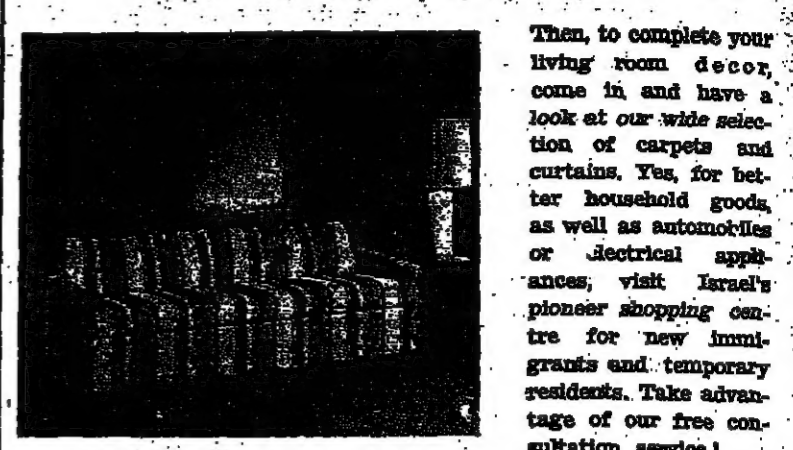 Then, to complete your
living room decor,
come in and have a
look at our wide selec-
tion of carpets and
curtains. Yes, for bet-
ter household goods,
as well as automobiles
or electrical appli-
ances, visit Israel's
pioneer shopping cen-
tre for new immi-
grants and temporary
residents. Take advan-
tage of our free con-
sultation service!